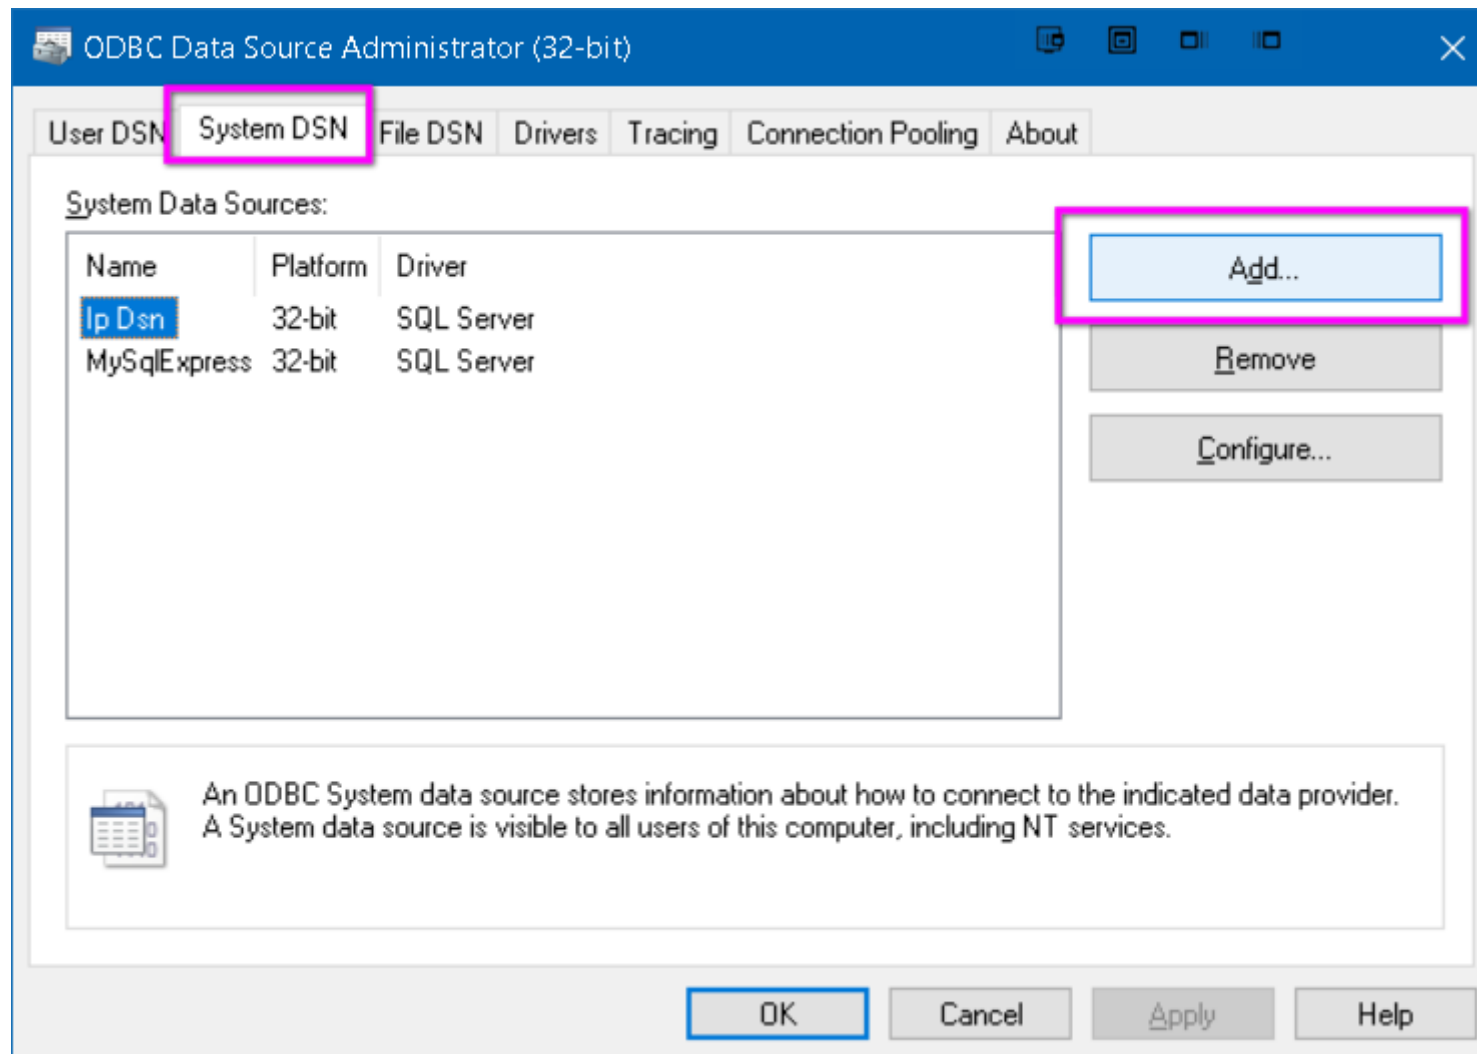 ODBC Data Source Administrator (32-bit)
User DSN System DSN File DSN Drivers Tracing Connection Pooling About
System Data Sources:
Name Platform Driver
Ip Dsn 32-bit SQL Server
MySqlExpress 32-bit SQL Server
Add...
Remove
Configure...
An ODBC System data source stores information about how to connect to the indicated data provider.
A System data source is visible to all users of this computer, including NT services.
OK Cancel Apply Help